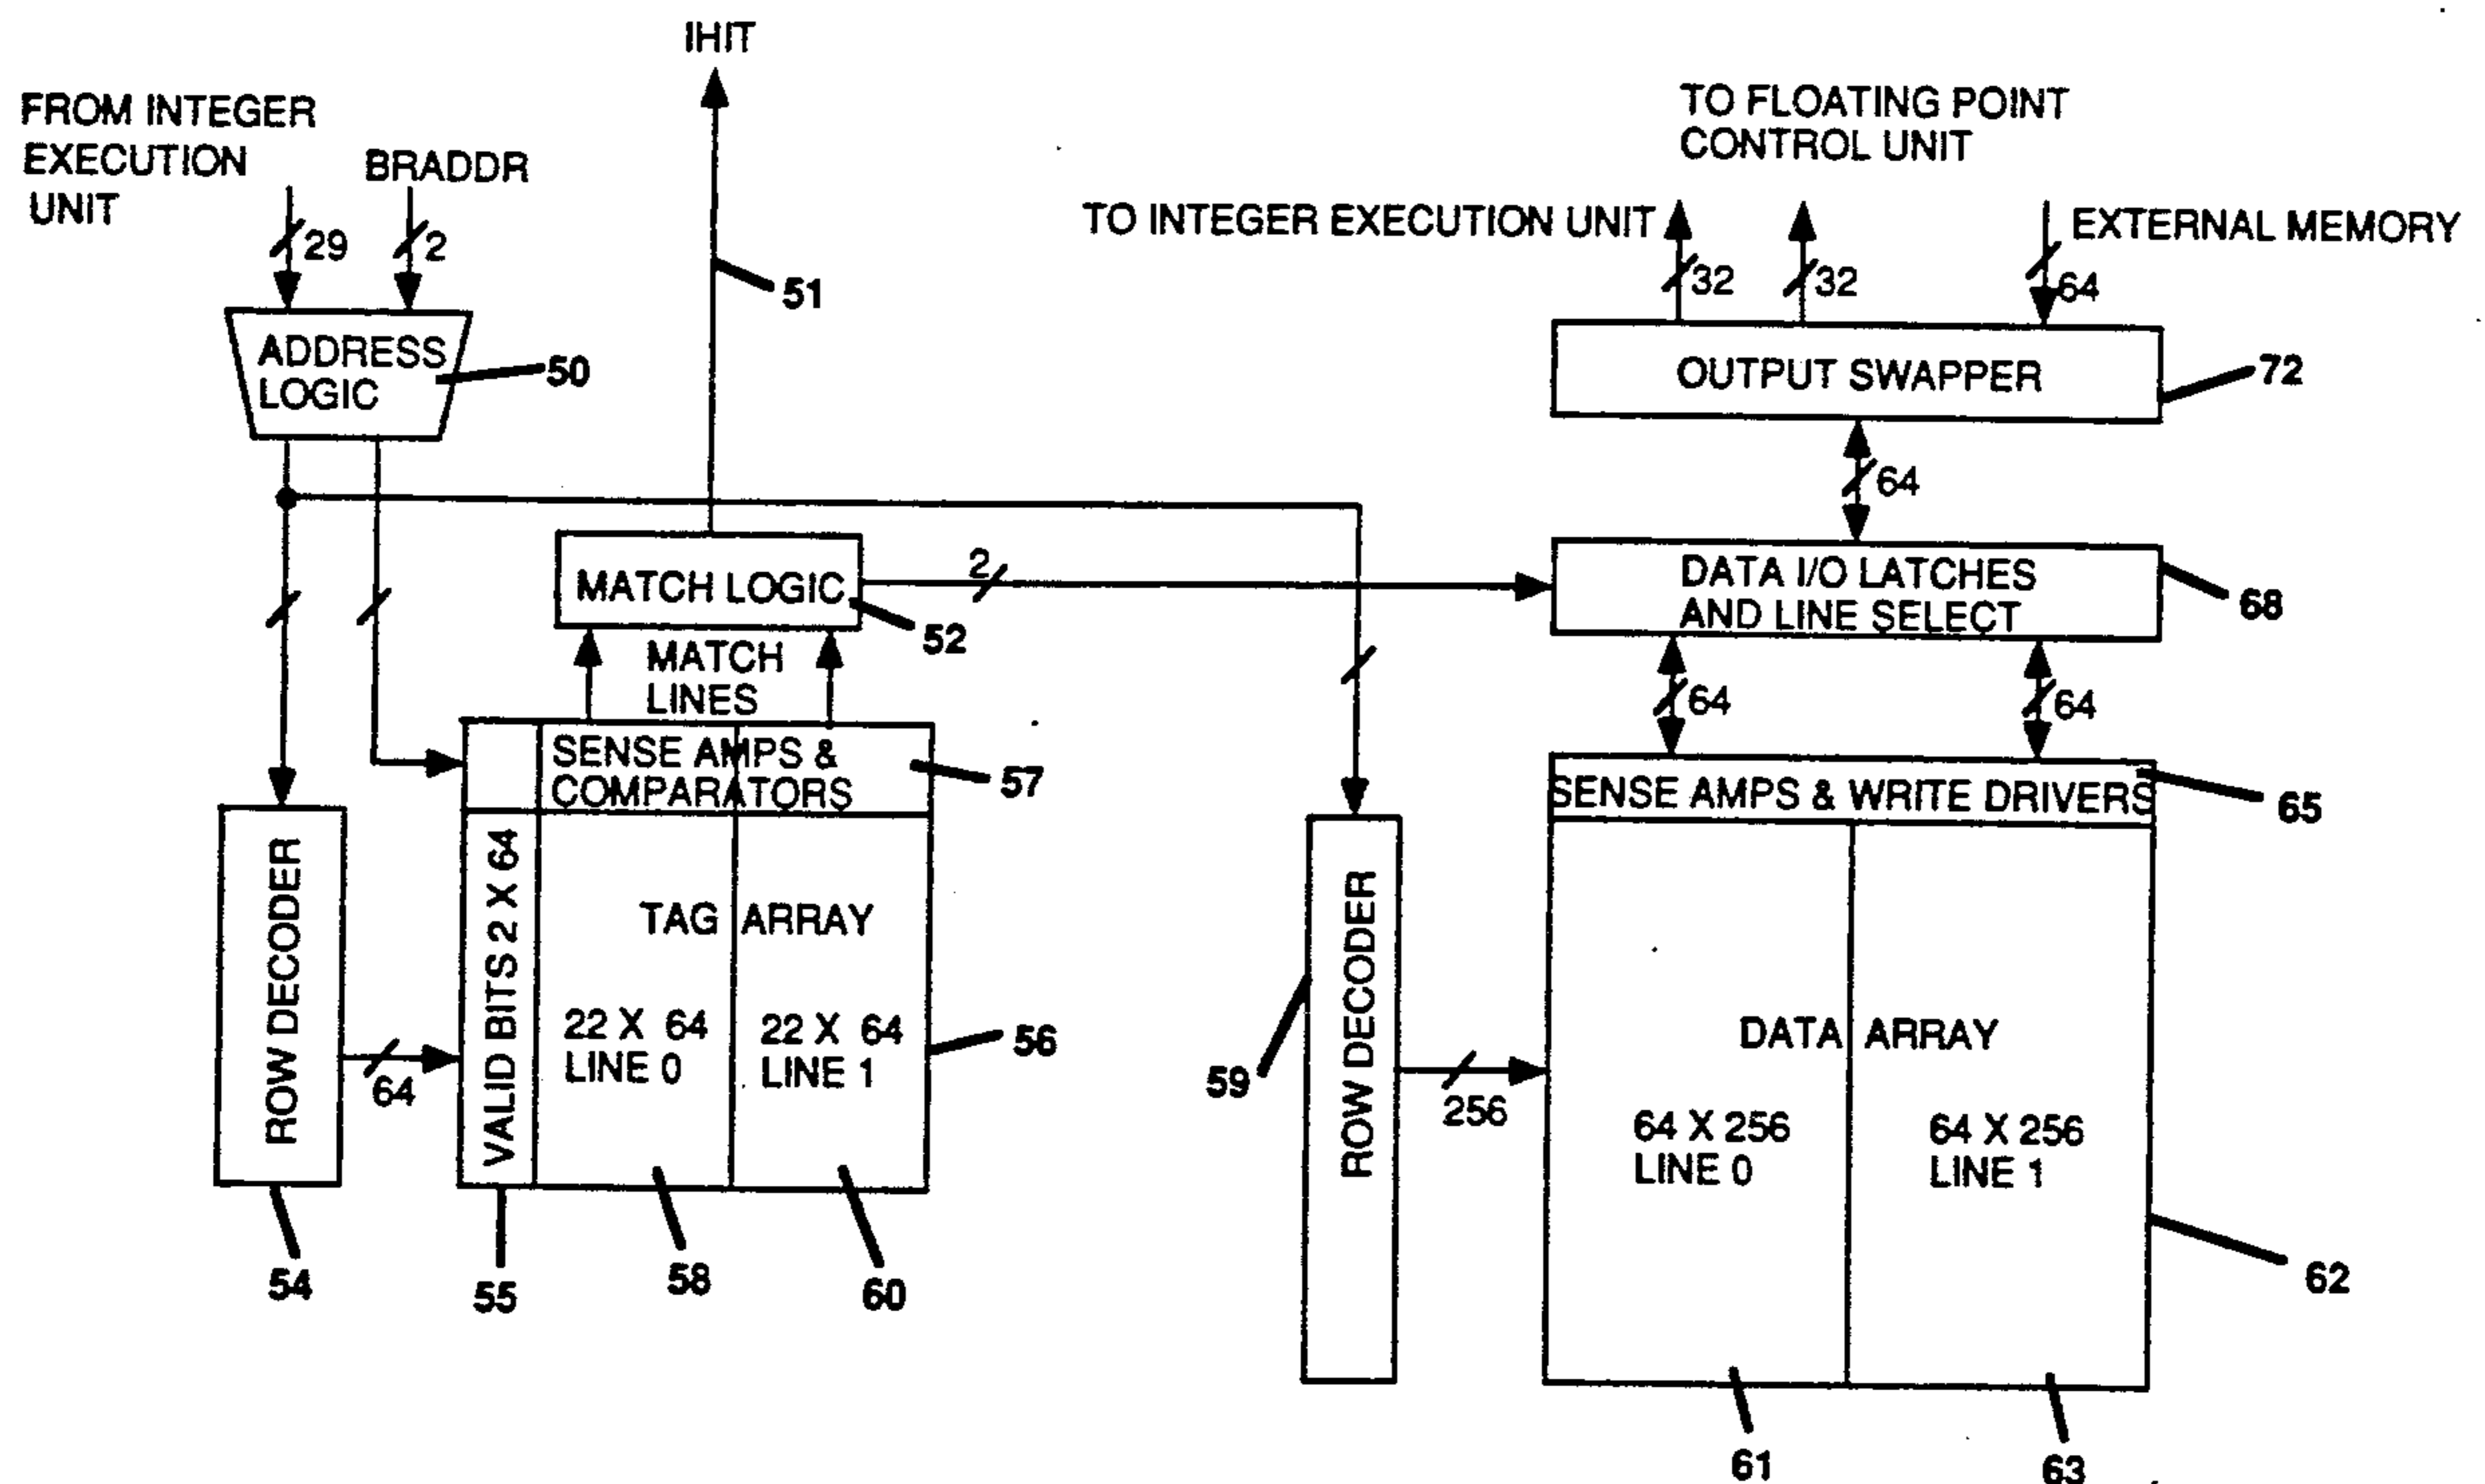 IHIT
FROM INTEGER
EXECUTION
UNIT
BRADDR
29
2
ADDRESS
LOGIC
50
51
TO FLOATING POINT
CONTROL UNIT
TO INTEGER EXECUTION UNIT
EXTERNAL MEMORY
32
32
64
OUTPUT SWAPPER
72
64
MATCH LOGIC
52
2
DATA I/O LATCHES
AND LINE SELECT
68
MATCH
LINES
64
64
SENSE AMPS &
COMPARATORS
57
SENSE AMPS & WRITE DRIVERS
65
ROW DECODER
54
64
VALID BITS 2 X 64
55
TAG ARRAY
22 X 64
LINE 0
22 X 64
LINE 1
56
58
60
ROW DECODER
59
256
DATA ARRAY
64 X 256
LINE 0
64 X 256
LINE 1
62
61
63